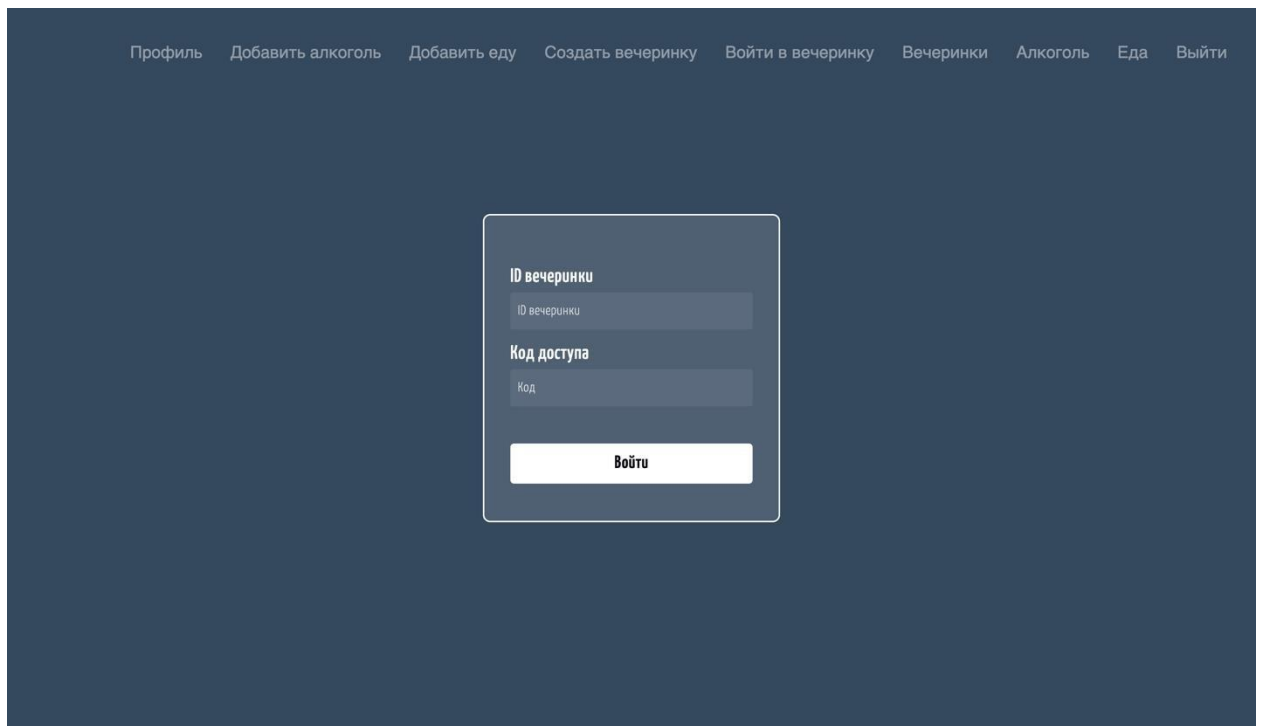 Профиль Добавить алкоголь Добавить еду Создать вечеринку Войти в вечеринку Вечеринки Алкоголь Еда Выйти
ID вечеринки
ID вечеринки
Код доступа
Код
Войти